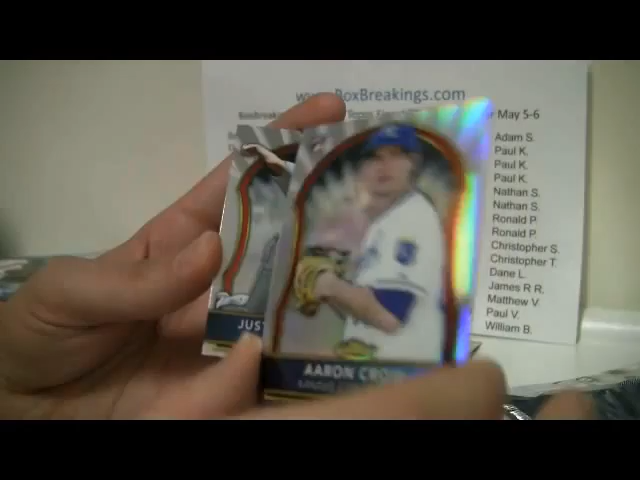 www.BoxBreakings.com
May 5-6
Adam S.
Paul K.
Paul K.
Paul K.
Nathan S.
Nathan S.
Ronald P.
Ronald P.
Christopher S.
Christopher T.
Dane L.
James R R.
Matthew V.
Paul V.
William B.
JUST
AARON CRO